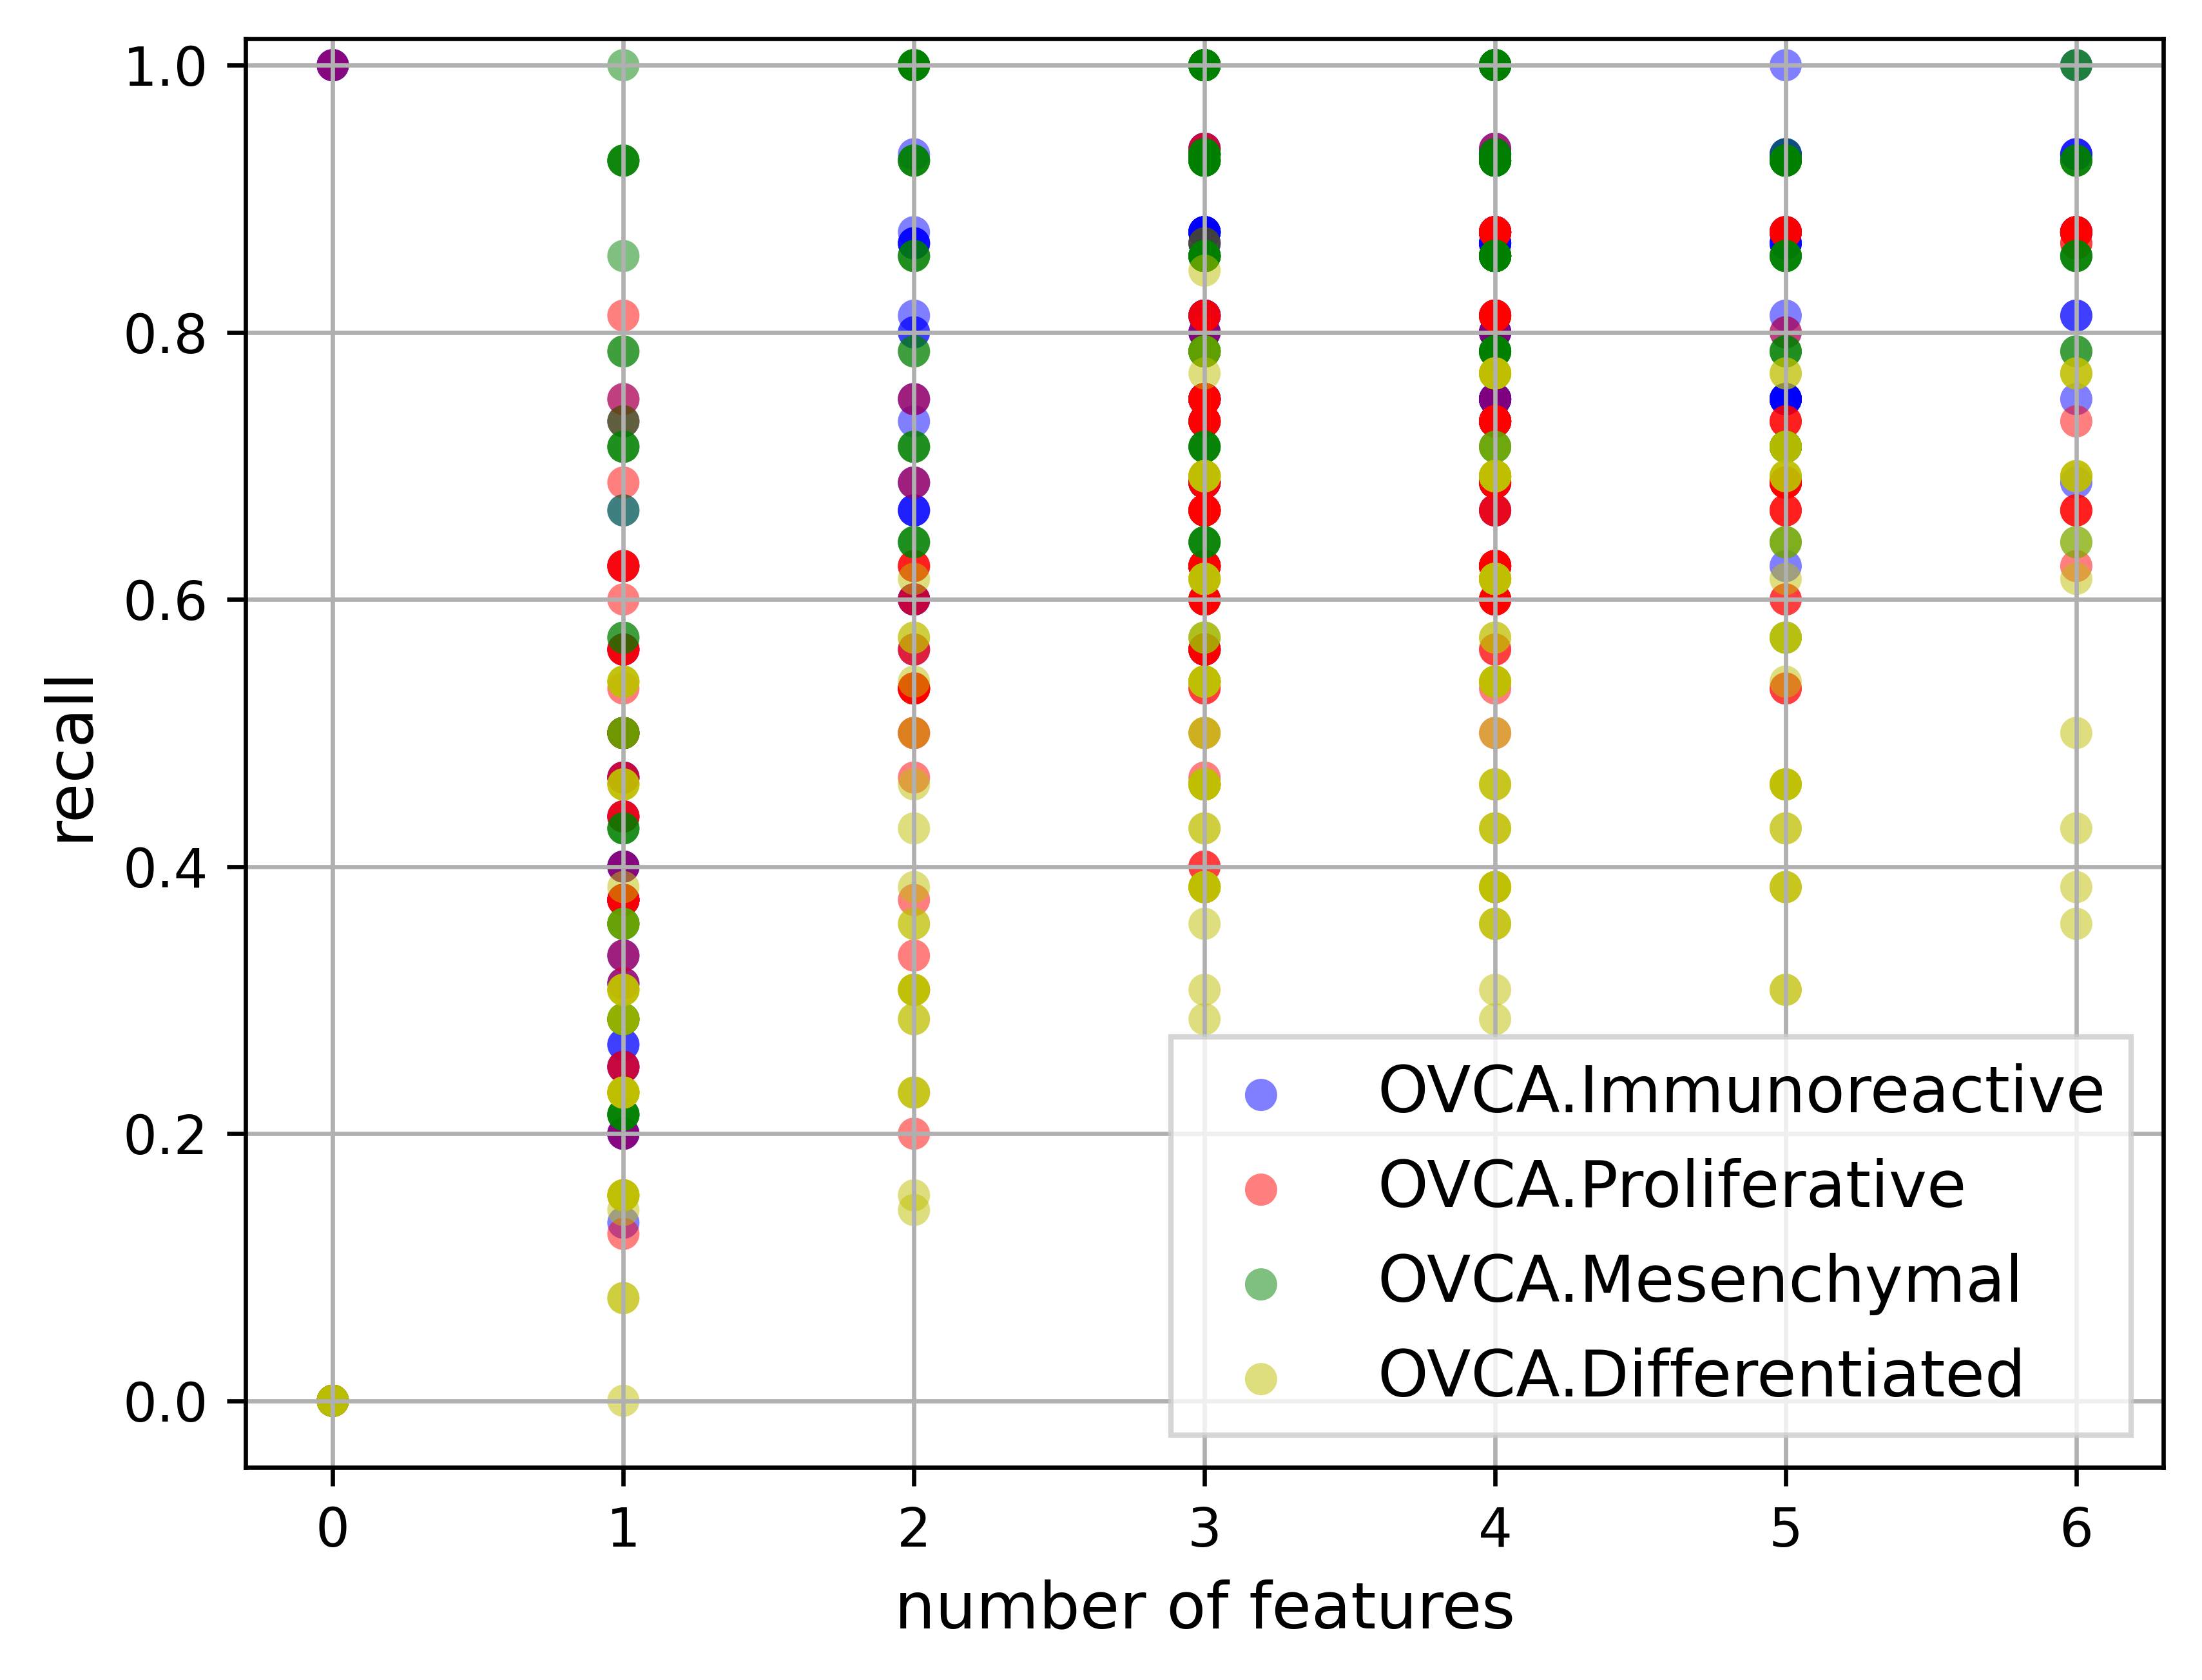 1.0
0.8
0.6
0.4
0.2
0.0
recall
OVCA.Immunoreactive
OVCA.Proliferative
OVCA.Mesenchymal
OVCA.Differentiated
0 1 2 3 4 5 6
number of features